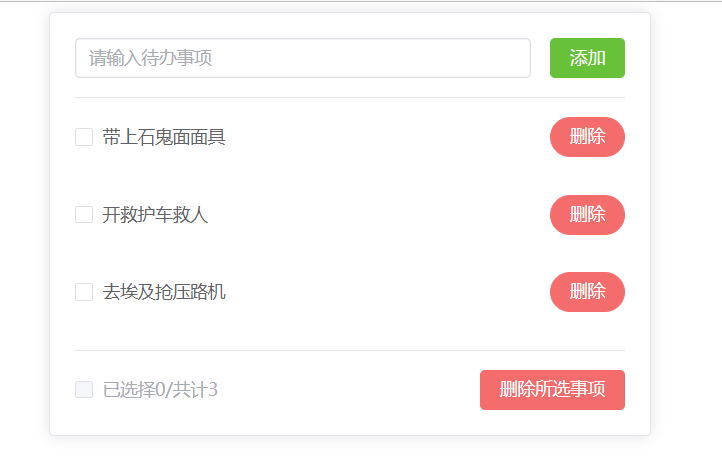 请输入待办事项 添加
带上石鬼面面具 删除
开救护车救人 删除
去埃及抢压路机 删除
已选择0/共计3 删除所选事项